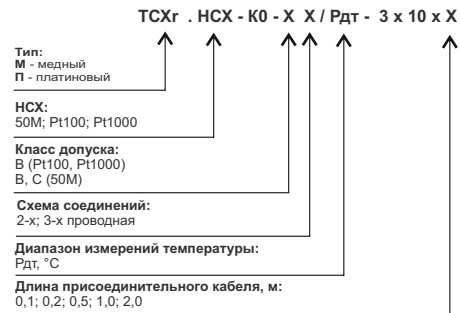 ТСХr . НСХ - К0 - Х Х / Рдт - 3 х 10 х Х
Тип:
М - медный
П - платиновый
НСХ:
50М; Pt100; Pt1000
Класс допуска:
В (Pt100, Pt1000)
В, С (50М)
Схема соединений:
2-х; 3-х проводная
Диапазон измерений температуры:
Рдт, °С
Длина присоединительного кабеля, м:
0,1; 0,2; 0,5; 1,0; 2,0